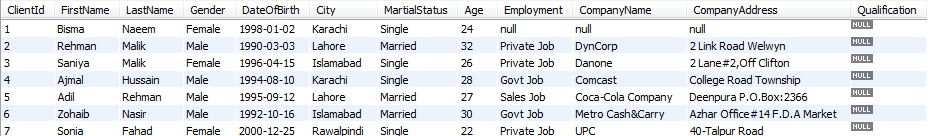 ClientId FirstName LastName Gender DateOfBirth City MartialStatus Age Employment CompanyName CompanyAddress Qualification
1 Bisma Naeem Female 1998-01-02 Karachi Single 24 null null null NULL
2 Rehman Malik Male 1990-03-03 Lahore Married 32 Private Job DynCorp 2 Link Road Welwyn NULL
3 Saniya Malik Female 1996-04-15 Islamabad Single 26 Private Job Danone 2 Lane#2,Off Clifton NULL
4 Ajmal Hussain Male 1994-08-10 Karachi Single 28 Govt Job Comcast College Road Township NULL
5 Adil Rehman Male 1995-09-12 Lahore Married 27 Sales Job Coca-Cola Company Deenpura P.O.Box:2366 NULL
6 Zohaib Nasir Male 1992-10-16 Islamabad Married 30 Govt Job Metro Cash&Carry Azhar Office#14 F.D.A Market NULL
7 Sonia Fahad Female 2000-12-25 Rawalpindi Single 22 Private Job UPC 40-Talpur Road NULL